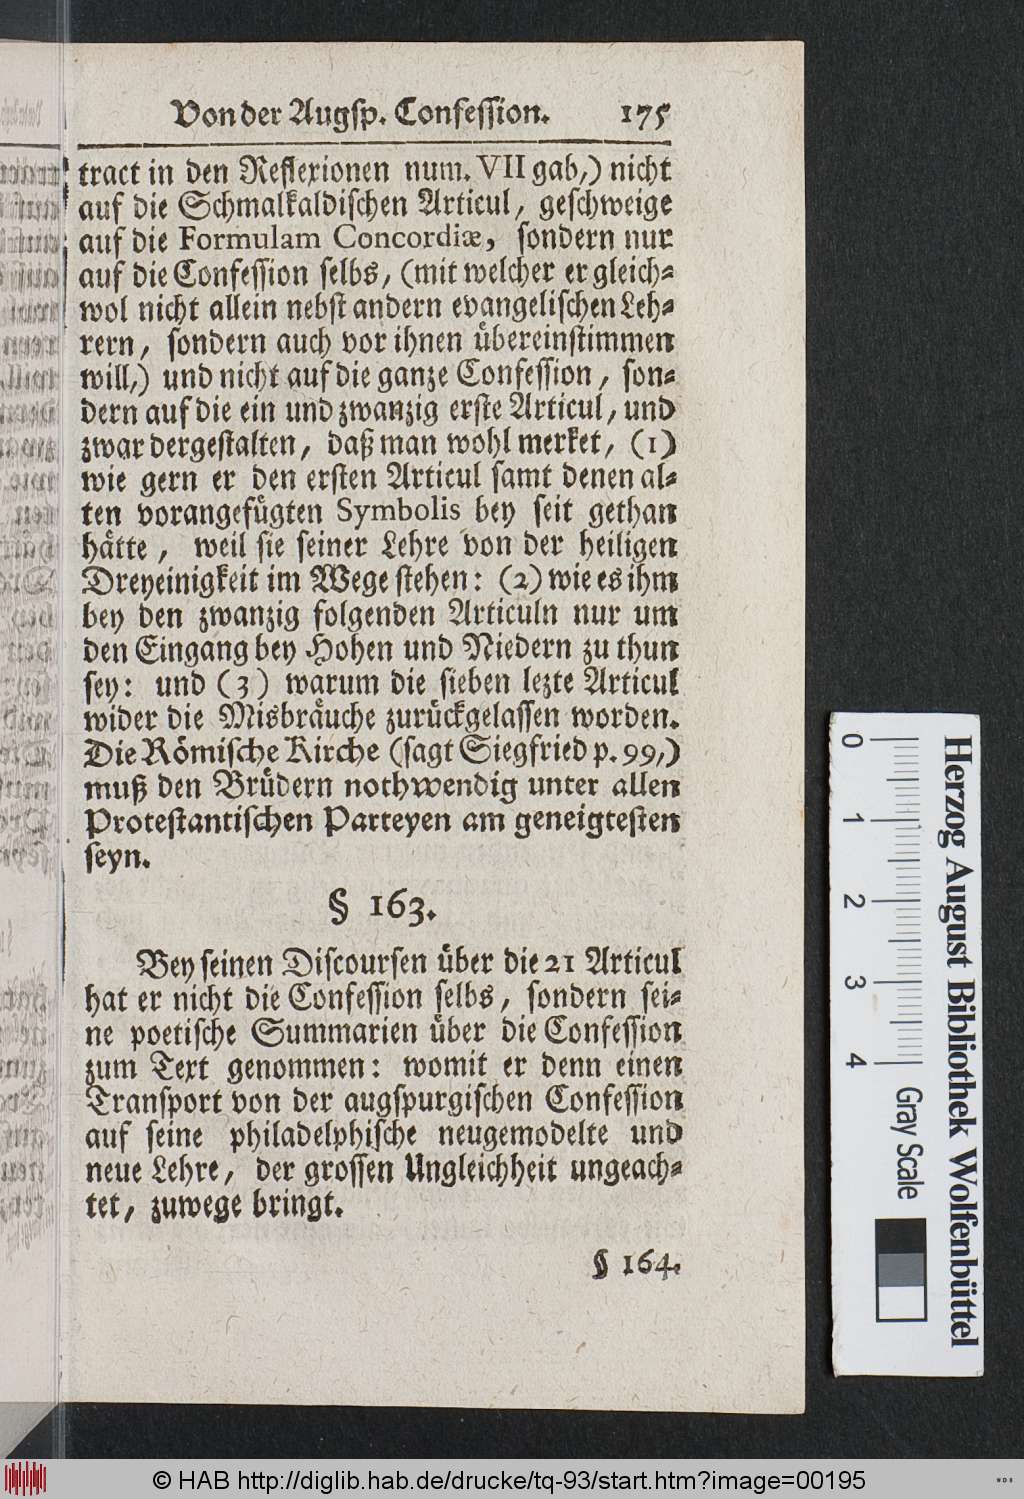 Von der Augsp. Confession. 175
tract in den Reflexionen num. VII gab,) nicht
auf die Schmalkaldischen Articul, geschweige
auf die Formulam Concordiæ, sondern nur
auf die Confession selbs, (mit welcher er gleich-
wol nicht allein nebst andern evangelischen Leh-
rern, sondern auch vor ihnen übereinstimmen
will,) und nicht auf die ganze Confession, son-
dern auf die ein und zwanzig erste Articul, und
zwar dergestalten, daß man wohl merket, (1)
wie gern er den ersten Articul samt denen al-
ten vorangefügten Symbolis bey seit gethan
hätte, weil sie seiner Lehre von der heiligen
Dreyeinigkeit im Wege stehen: (2) wie es ihm
bey den zwanzig folgenden Articuln nur um
den Eingang bey Hohen und Niedern zu thun
sey: und (3) warum die sieben lezte Articul
wider die Misbräuche zurückgelassen worden.
Die Römische Kirche (sagt Siegfried p. 99,)
muß den Brüdern nothwendig unter allen
Protestantischen Parteyen am geneigtesten
seyn.
§ 163.
Bey seinen Discoursen über die 21 Articul
hat er nicht die Confession selbs, sondern sei-
ne poetische Summarien über die Confession
zum Text genommen: womit er denn einen
Transport von der augspurgischen Confession
auf seine philadelphische neugemodelte und
neue Lehre, der grossen Ungleichheit ungeach-
tet, zuwege bringt.
§ 164.
0 1 2 3 4
Gray Scale
Herzog August Bibliothek Wolfenbüttel
© HAB http://diglib.hab.de/drucke/tq-93/start.htm?image=00195